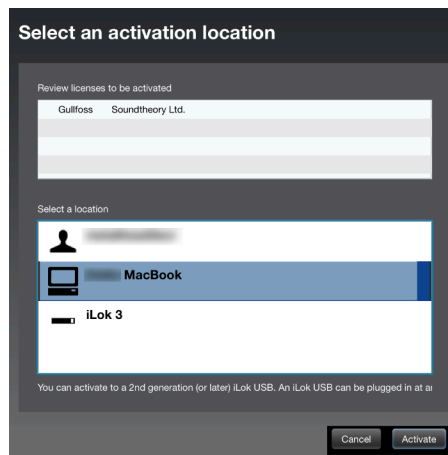 Select an activation location
Review licenses to be activated
Gullfoss Soundtheory Ltd.
Select a location
MacBook
iLok 3
You can activate to a 2nd generation (or later) iLok USB. An iLok USB can be plugged in at
Cancel Activate